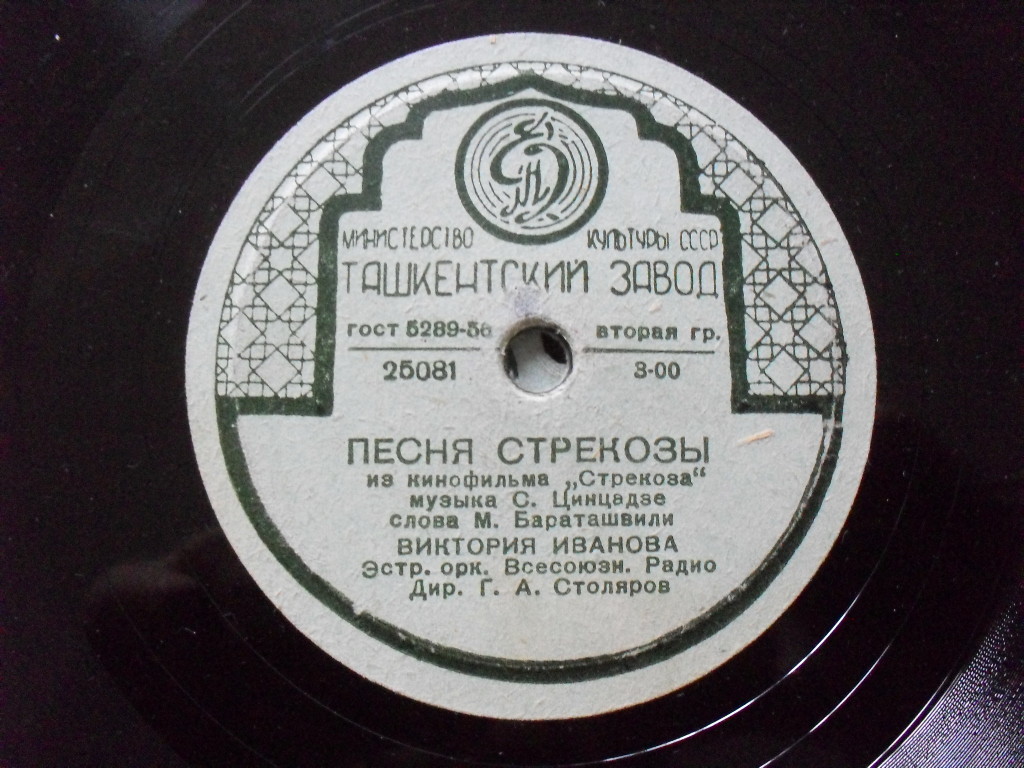 МИНИСТЕРСТВО КУЛЬТУРЫ СССР
ТАШКЕНТСКИЙ ЗАВОД
гост 5289-56 вторая гр.
25081 3-00
ПЕСНЯ СТРЕКОЗЫ
из кинофильма „Стрекоза“
музыка С. Цинцадзе
слова М. Бараташвили
ВИКТОРИЯ ИВАНОВА
Эстр. орк. Всесоюзн. Радио
Дир. Г. А. Столяров